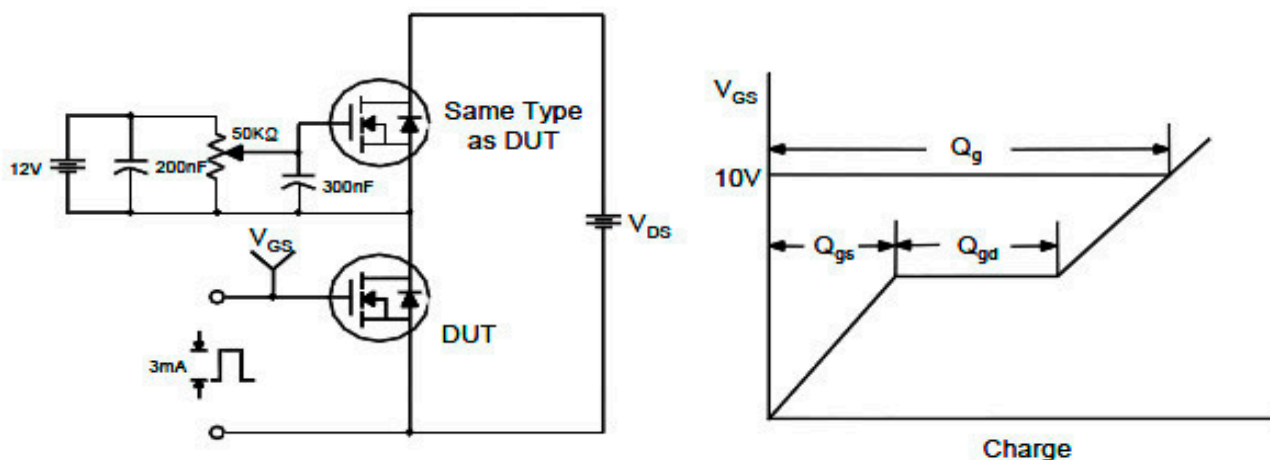 12V
200nF
50KΩ
300nF
Same Type
as DUT
V_GS
3mA
DUT
V_DS
V_GS
10V
Q_g
Q_gs
Q_gd
Charge